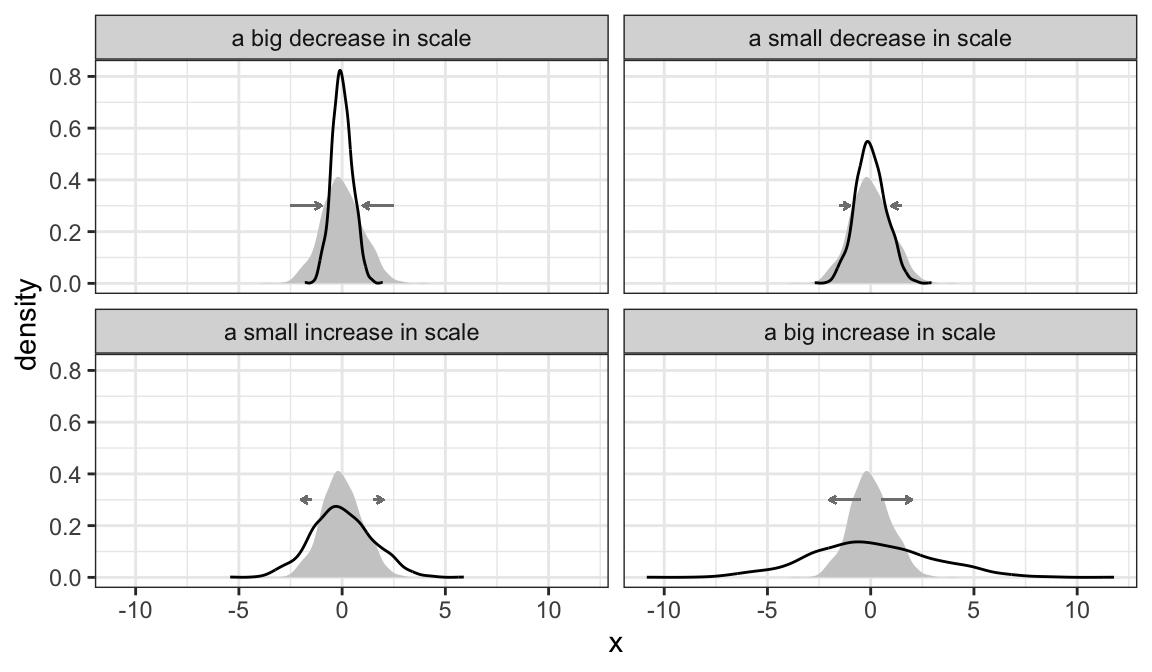 a big decrease in scale
a small decrease in scale
0.8
0.6
0.4
0.2
0.0
density
a small increase in scale
a big increase in scale
0.8
0.6
0.4
0.2
0.0
-10 -5 0 5 10
-10 -5 0 5 10
x